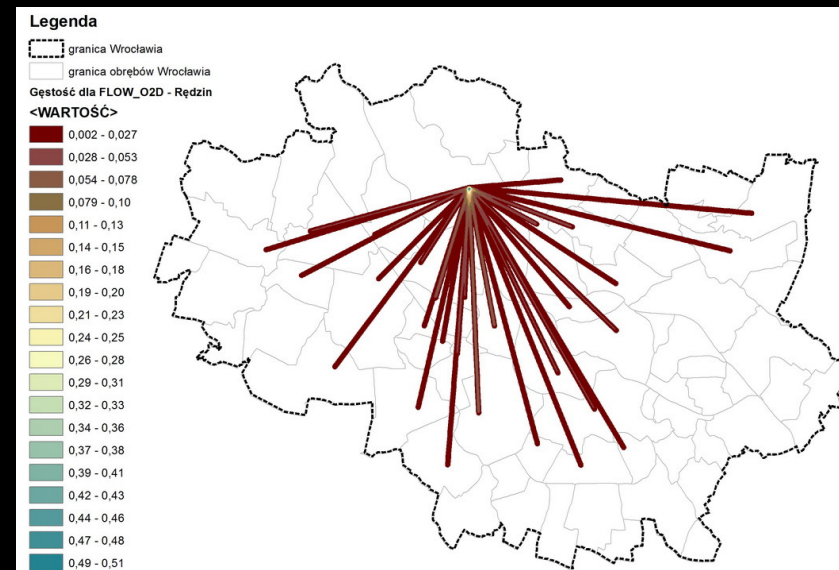 Legenda
granica Wrocławia
granica obrębów Wrocławia
Gęstość dla FLOW_O2D - Rędzin
<WARTOŚĆ>
0,002 - 0,027
0,028 - 0,053
0,054 - 0,078
0,079 - 0,10
0,11 - 0,13
0,14 - 0,15
0,16 - 0,18
0,19 - 0,20
0,21 - 0,23
0,24 - 0,25
0,26 - 0,28
0,29 - 0,31
0,32 - 0,33
0,34 - 0,36
0,37 - 0,38
0,39 - 0,41
0,42 - 0,43
0,44 - 0,46
0,47 - 0,48
0,49 - 0,51